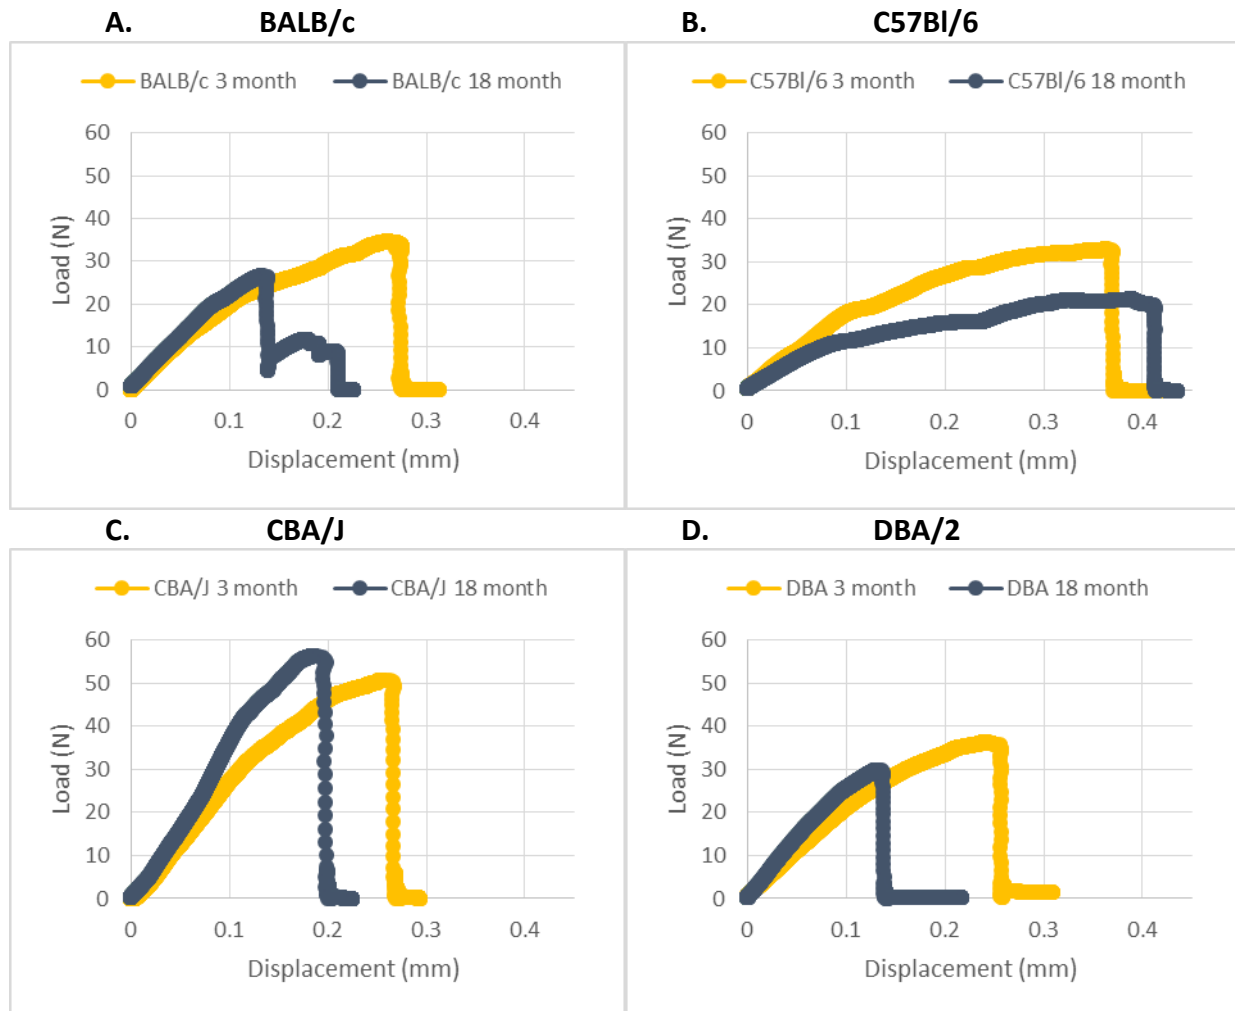 A. BALB/c
B. C57Bl/6
BALB/c 3 month BALB/c 18 month
C57Bl/6 3 month C57Bl/6 18 month
60
50
40
30
20
10
0
Load (N)
0 0.1 0.2 0.3 0.4
Displacement (mm)
60
50
40
30
20
10
0
Load (N)
0 0.1 0.2 0.3 0.4
Displacement (mm)
C. CBA/J
D. DBA/2
CBA/J 3 month CBA/J 18 month
DBA 3 month DBA 18 month
60
50
40
30
20
10
0
Load (N)
0 0.1 0.2 0.3 0.4
Displacement (mm)
60
50
40
30
20
10
0
Load (N)
0 0.1 0.2 0.3 0.4
Displacement (mm)